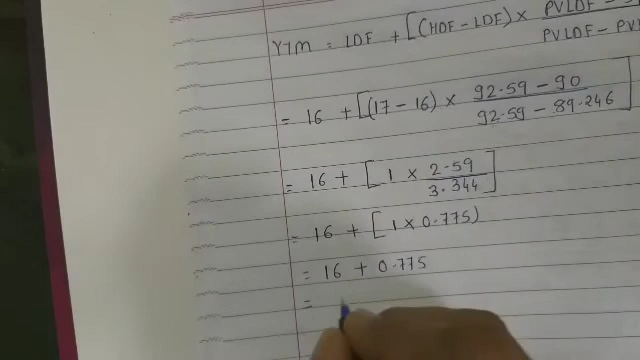 YTM = LDF + [(HDF - LDF) × PVLDF - / PVLDF - PV
= 16 + [(17 - 16) × 92.59 - 90 / 92.59 - 89.246]
= 16 + [1 × 2.59 / 3.344]
= 16 + [1 × 0.775)
= 16 + 0.775
=